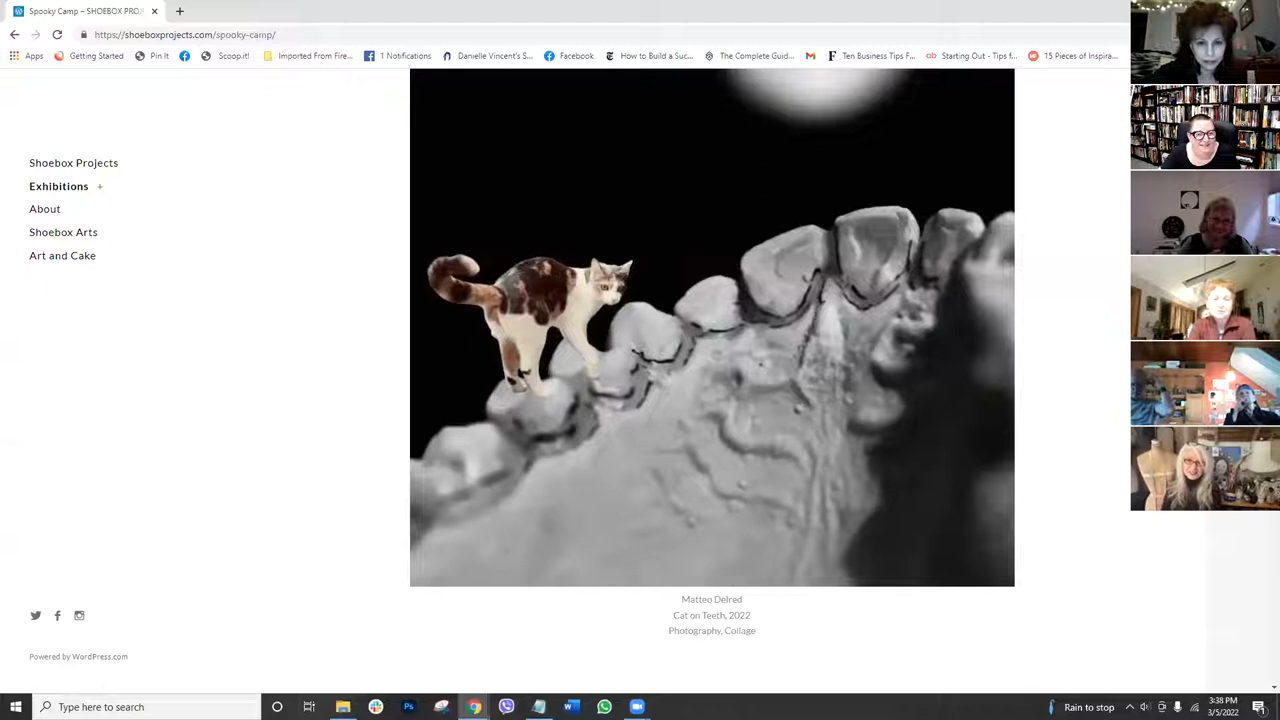 Spooky Camp – SHOEBOX PROJ
https://shoeboxprojects.com/spooky-camp/
Apps
Getting Started
Pin It
Scoopit!
Imported From Fire...
1 Notifications
Danielle Vincent's S...
Facebook
How to Build a Suc...
The Complete Guid...
Ten Business Tips F...
Starting Out - Tips f...
15 Pieces of Inspira...
Shoebox Projects
Exhibitions +
About
Shoebox Arts
Art and Cake
Matteo Delred
Cat on Teeth, 2022
Photography, Collage
Powered by WordPress.com
Type here to search
Rain to stop
3:38 PM
3/5/2022